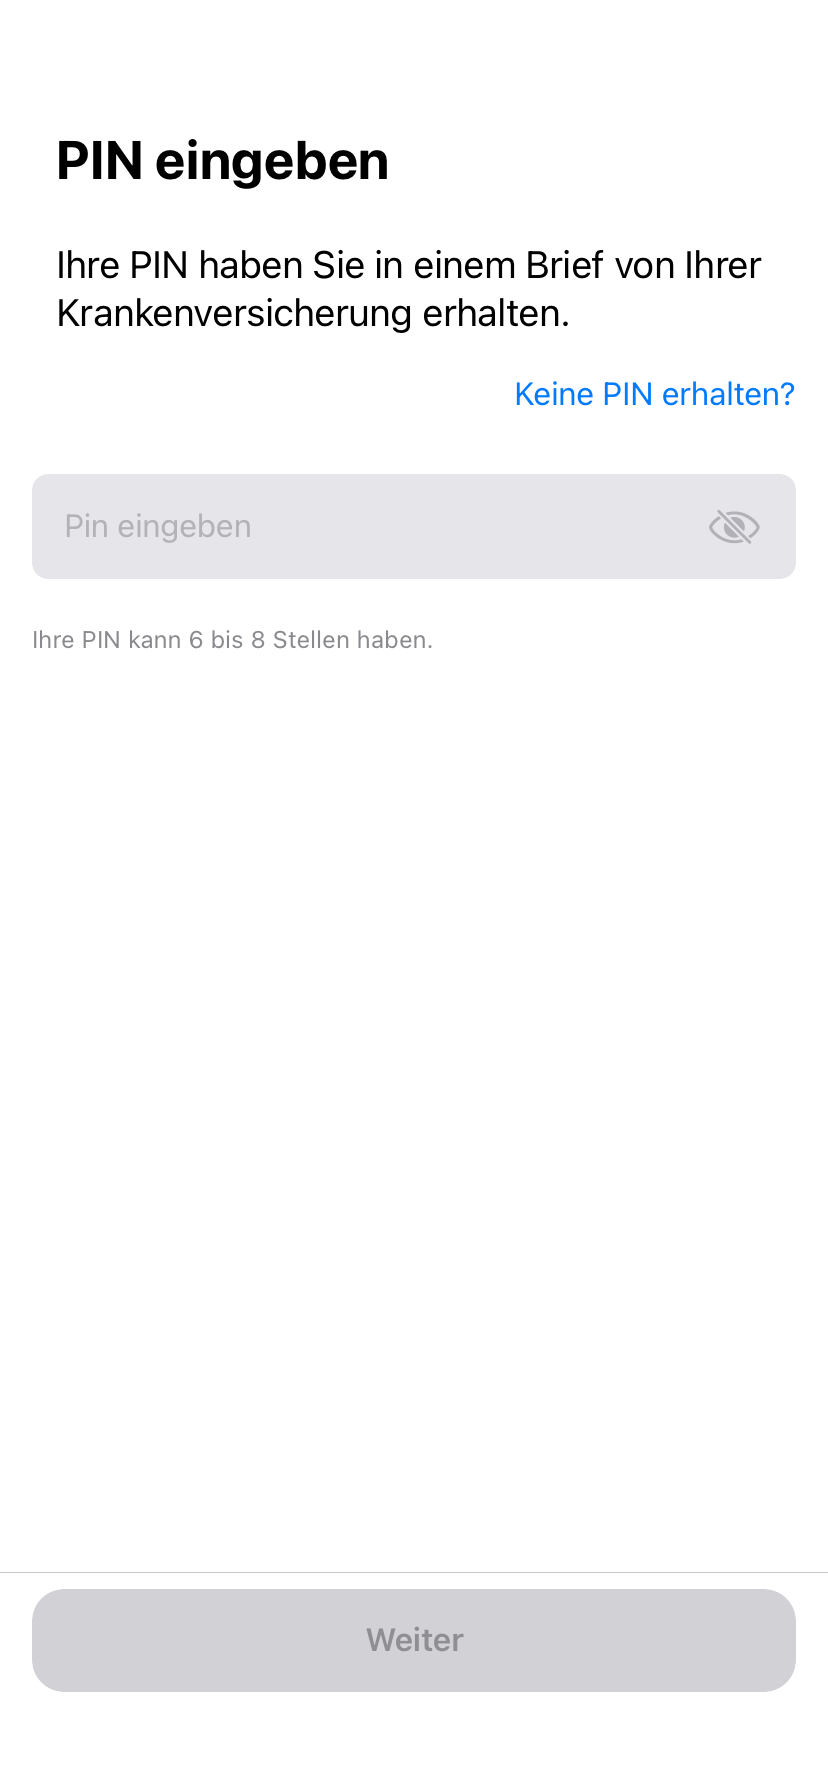 PIN eingeben
Ihre PIN haben Sie in einem Brief von Ihrer
Krankenversicherung erhalten.
Keine PIN erhalten?
Pin eingeben
Ihre PIN kann 6 bis 8 Stellen haben.
Weiter